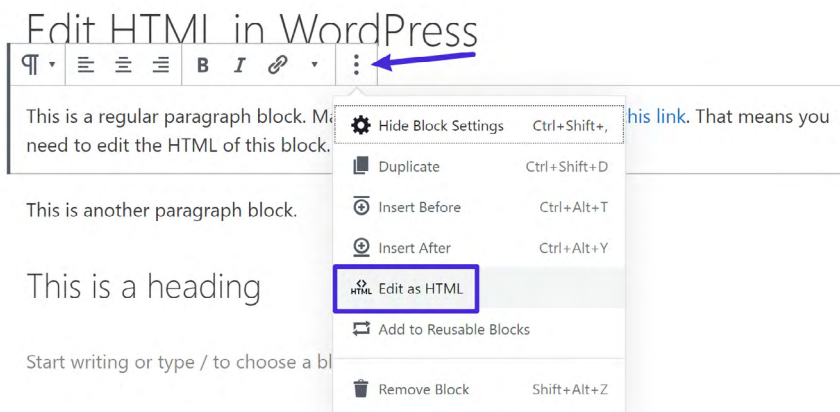 Edit HTML in WordPress
B I
This is a regular paragraph block. Ma his link. That means you
need to edit the HTML of this block.
Hide Block Settings Ctrl+Shift+,
Duplicate Ctrl+Shift+D
This is another paragraph block.
Insert Before Ctrl+Alt+T
Insert After Ctrl+Alt+Y
This is a heading
HTML Edit as HTML
Add to Reusable Blocks
Start writing or type / to choose a bl
Remove Block Shift+Alt+Z